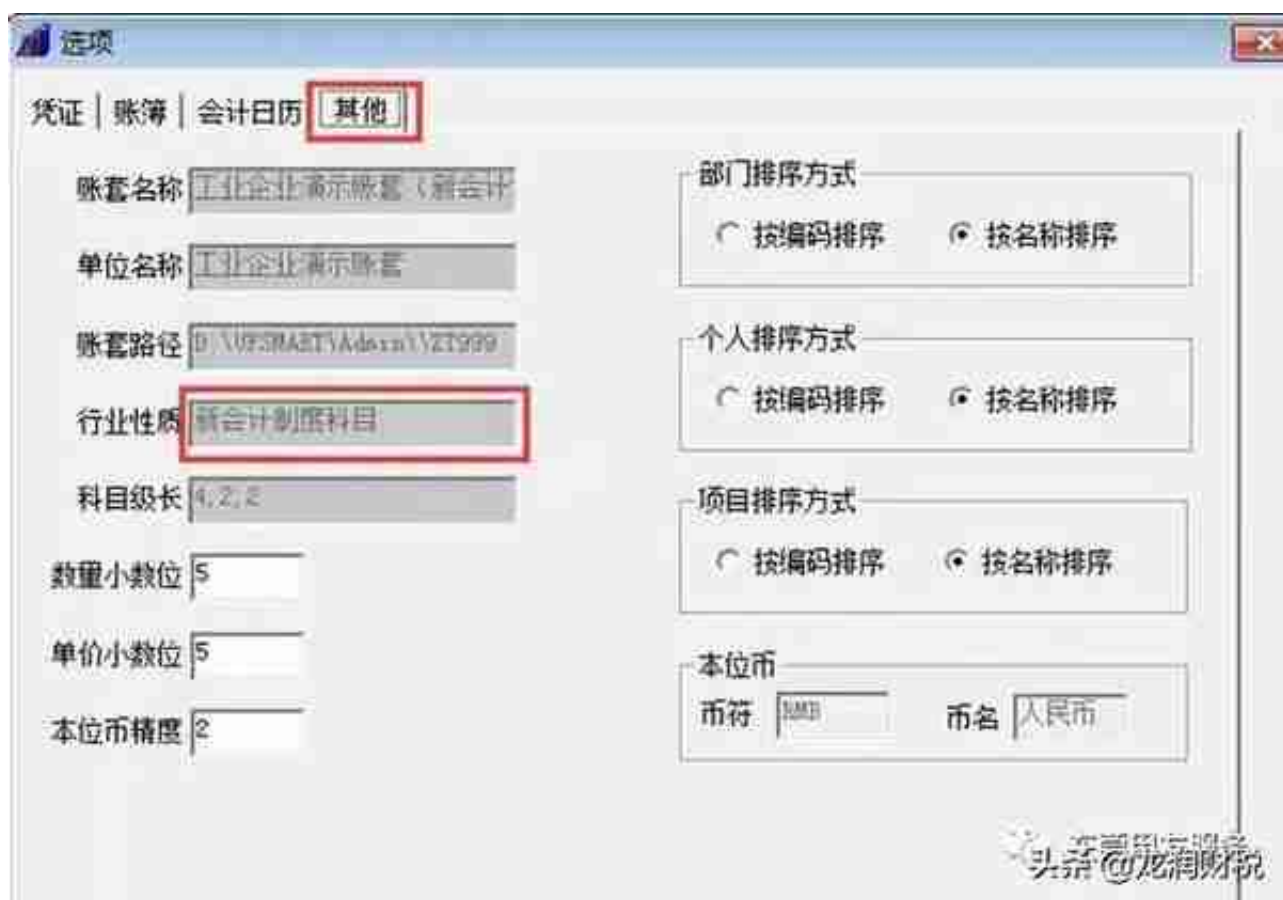 选项
凭证 账簿 会计日历 其他
账套名称 工业企业演示账套（新会计
单位名称 工业企业演示账套
账套路径 D:\UFSMART\Admin\\ZT999
行业性质 新会计制度科目
科目级长 4,2,2
数量小数位 5
单价小数位 5
本位币精度 2
部门排序方式
按编码排序 按名称排序
个人排序方式
按编码排序 按名称排序
项目排序方式
按编码排序 按名称排序
本位币
币符 RMB 币名 人民币
头条 @龙润财税